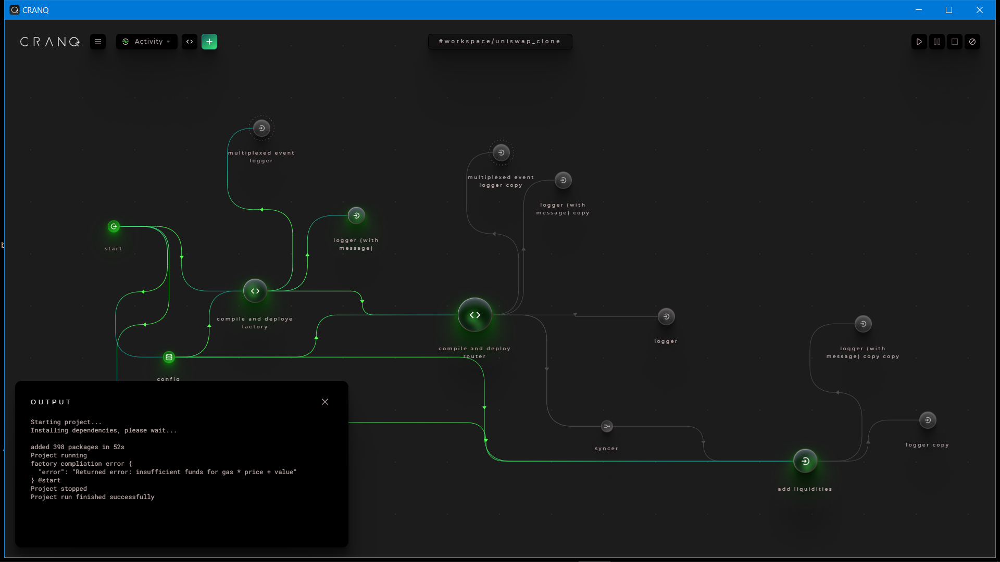 CRANQ
CRANQ
Activity
#workspace/uniswap_clone
multiplexed event
logger
multiplexed event
logger copy
logger (with
message) copy
logger (with
message)
start
compile and deploye
factory
compile and deploy
router
logger
logger (with
message) copy copy
config
syncer
logger copy
add liquidities
OUTPUT
Starting project...
Installing dependencies, please wait...
added 398 packages in 52s
Project running
factory compliation error {
"error": "Returned error: insufficient funds for gas * price + value"
} @start
Project stopped
Project run finished successfully